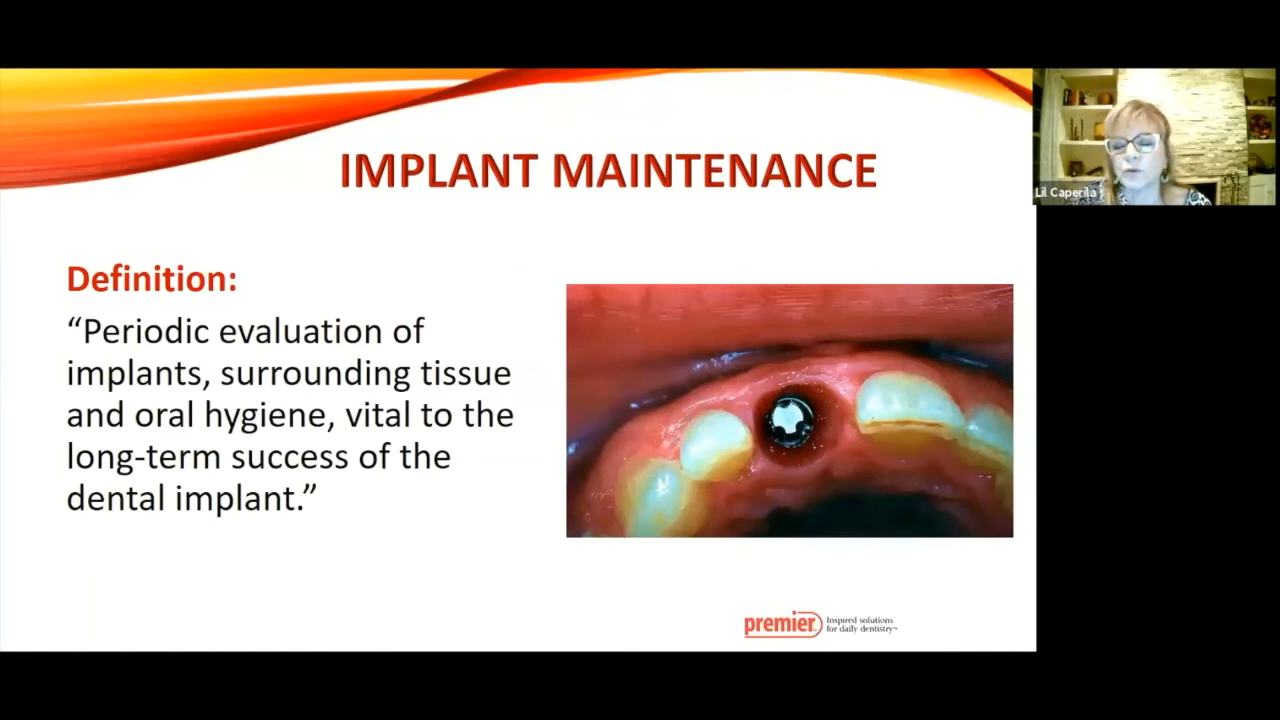 IMPLANT MAINTENANCE
Lil Caperila
Definition:
“Periodic evaluation of
implants, surrounding tissue
and oral hygiene, vital to the
long-term success of the
dental implant.”
premier
Inspired solutions
for daily dentistry™